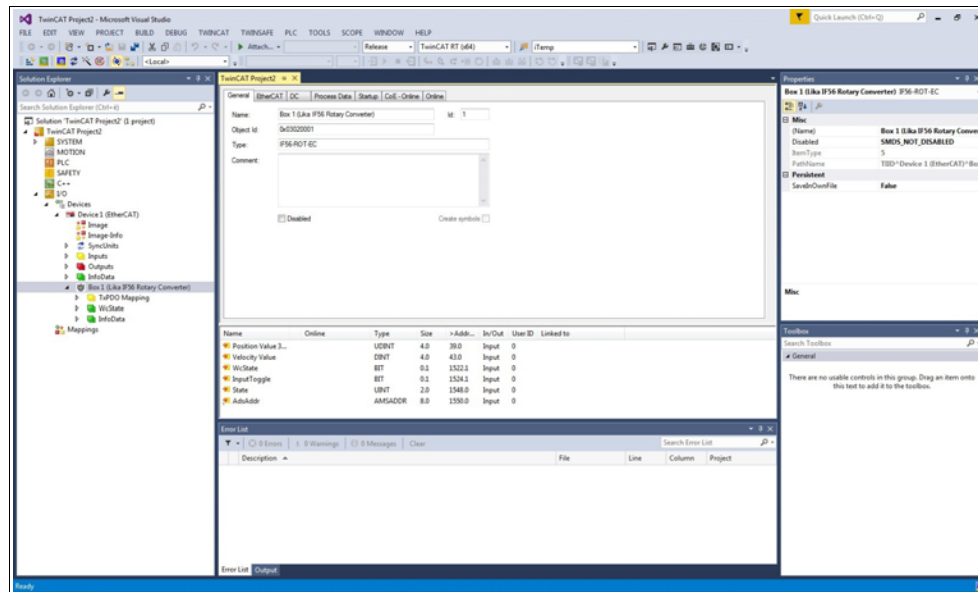 TwinCAT Project2 - Microsoft Visual Studio
Quick Launch (Ctrl+Q)
FILE EDIT VIEW PROJECT BUILD DEBUG TWINCAT TWINSAFE PLC TOOLS SCOPE WINDOW HELP
Attach... Release TwinCAT RT (x64) iTemp
<Local>
Solution Explorer
Search Solution Explorer (Ctrl+è)
Solution 'TwinCAT Project2' (1 project)
TwinCAT Project2
SYSTEM
MOTION
PLC
SAFETY
C++
I/O
Devices
Device 1 (EtherCAT)
Image
Image-Info
SyncUnits
Inputs
Outputs
InfoData
Box 1 (Lika IF56 Rotary Converter)
TxPDO Mapping
WcState
InfoData
Mappings
TwinCAT Project2
General EtherCAT DC Process Data Startup CoE - Online Online
Name: Box 1 (Lika IF56 Rotary Converter) Id: 1
Object Id: 0x03020001
Type: IF56-ROT-EC
Comment:
Disabled Create symbols
Name Online Type Size >Addr... In/Out User ID Linked to
Position Value 3... UDINT 4.0 39.0 Input 0
Velocity Value DINT 4.0 43.0 Input 0
WcState BIT 0.1 1522.1 Input 0
InputToggle BIT 0.1 1524.1 Input 0
State UINT 2.0 1548.0 Input 0
AdsAddr AMSADDR 8.0 1550.0 Input 0
Error List
0 Errors 0 Warnings 0 Messages Clear Search Error List
Description File Line Column Project
Error List Output
Properties
Box 1 (Lika IF56 Rotary Converter) IF56-ROT-EC
Misc
(Name) Box 1 (Lika IF56 Rotary Conver
Disabled SMDS_NOT_DISABLED
ItemType 5
PathName TIID^Device 1 (EtherCAT)^Bo
Persistent
SaveInOwnFile False
Misc
Toolbox
Search Toolbox
General
There are no usable controls in this group. Drag an item onto
this text to add it to the toolbox.
Ready